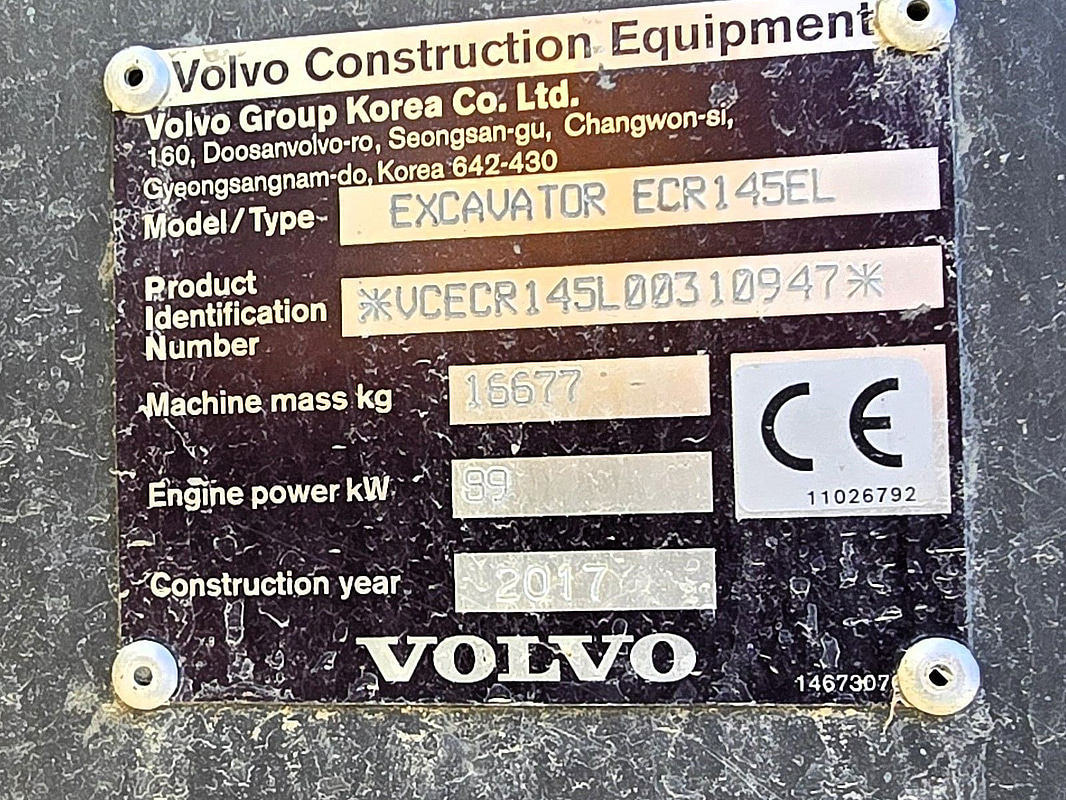 Volvo Construction Equipment
Volvo Group Korea Co. Ltd.
160, Doosanvolvo-ro, Seongsan-gu, Changwon-si,
Gyeongsangnam-do, Korea 642-430
Model/Type EXCAVATOR ECR145EL
Product
Identification
Number
*VCECR145L00310947*
Machine mass kg 16677
Engine power kW 99
CE
11026792
Construction year 2017
VOLVO